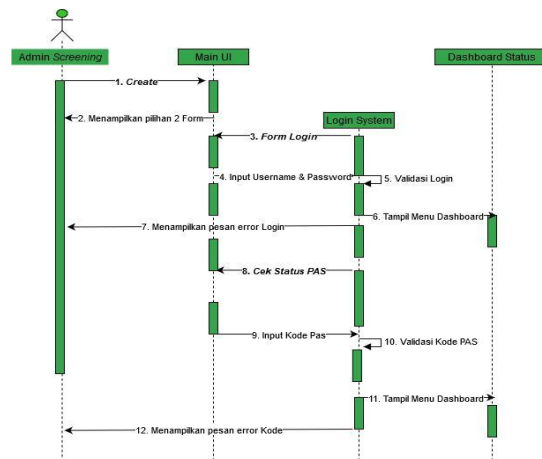 Admin Screening
Main UI
Dashboard Status
1. Create
2. Menampilkan pilihan 2 Form
Login System
3. Form Login
4. Input Username & Password
5. Validasi Login
6. Tampil Menu Dashboard
7. Menampilkan pesan error Login
8. Cek Status PAS
9. Input Kode Pas
10. Validasi Kode PAS
11. Tampil Menu Dashboard
12. Menampilkan pesan error Kode